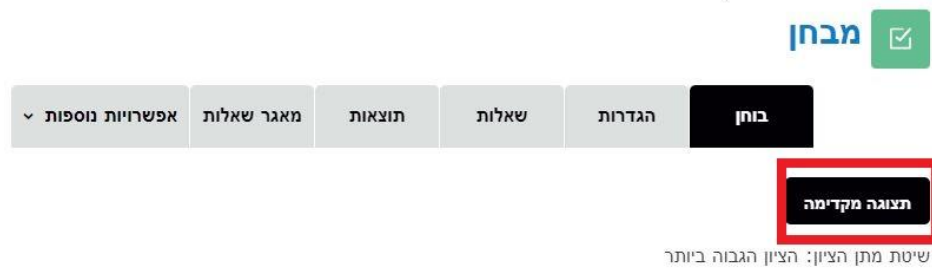 מבחן
בוחן הגדרות שאלות תוצאות מאגר שאלות אפשרויות נוספות
תצוגה מקדימה
שיטת מתן הציון: הציון הגבוה ביותר